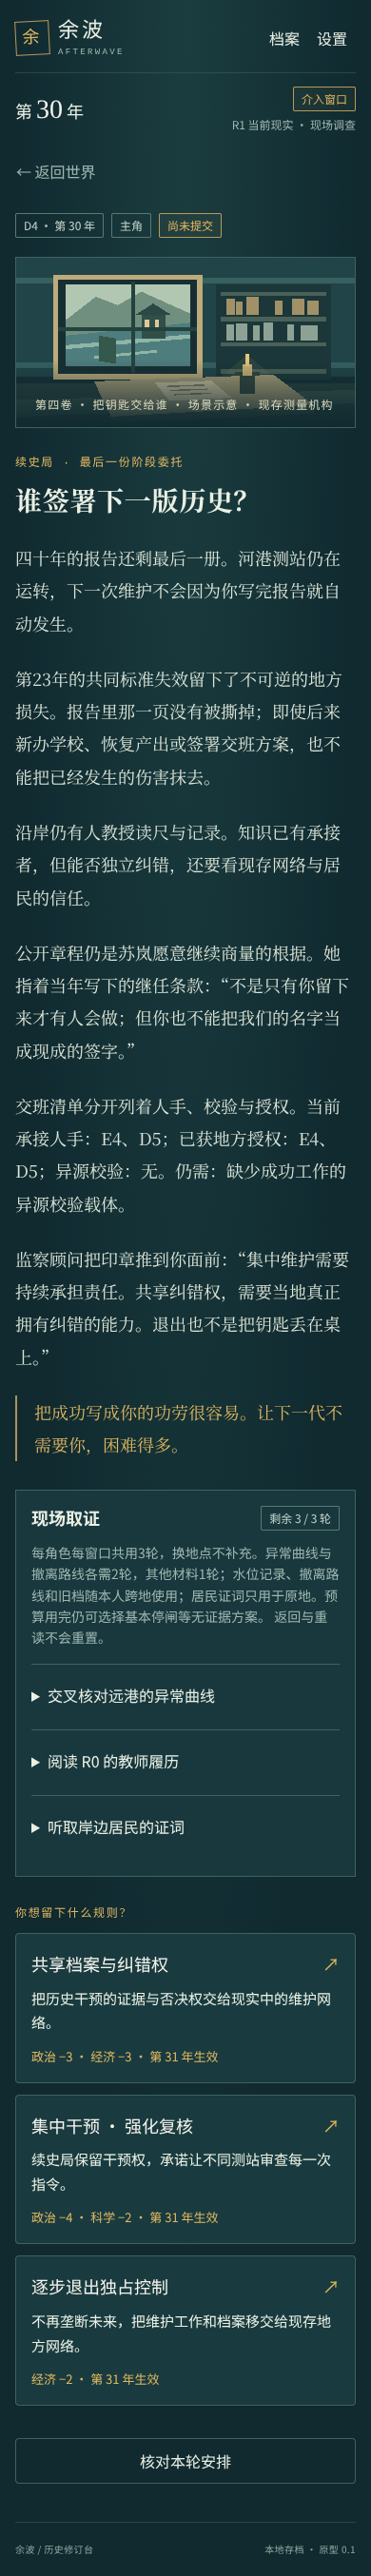 余
余波
AFTERWAVE
档案 设置
第 30 年
介入窗口
R1 当前现实 · 现场调查
← 返回世界
D4 · 第 30 年 主角 尚未提交
第四卷 · 把钥匙交给谁 · 场景示意 · 现存测量机构
续史局 · 最后一份阶段委托
谁签署下一版历史？
四十年的报告还剩最后一册。河港测站仍在
运转，下一次维护不会因为你写完报告就自
动发生。
第23年的共同标准失效留下了不可逆的地方
损失。报告里那一页没有被撕掉；即使后来
新办学校、恢复产出或签署交班方案，也不
能把已经发生的伤害抹去。
沿岸仍有人教授读尺与记录。知识已有承接
者，但能否独立纠错，还要看现存网络与居
民的信任。
公开章程仍是苏岚愿意继续商量的根据。她
指着当年写下的继任条款：“不是只有你留下
来才有人会做；但你也不能把我们的名字当
成现成的签字。”
交班清单分开列着人手、校验与授权。当前
承接人手：E4、D5；已获地方授权：E4、
D5；异源校验：无。仍需：缺少成功工作的
异源校验载体。
监察顾问把印章推到你面前：“集中维护需要
持续承担责任。共享纠错权，需要当地真正
拥有纠错的能力。退出也不是把钥匙丢在桌
上。”
把成功写成你的功劳很容易。让下一代不
需要你，困难得多。
现场取证
剩余 3 / 3 轮
每角色每窗口共用3轮，换地点不补充。异常曲线与
撤离路线各需2轮，其他材料1轮；水位记录、撤离路
线和旧档随本人跨地使用；居民证词只用于原地。预
算用完仍可选择基本停闸等无证据方案。 返回与重
读不会重置。
▶ 交叉核对远港的异常曲线
▶ 阅读 R0 的教师履历
▶ 听取岸边居民的证词
你想留下什么规则？
共享档案与纠错权 ↗
把历史干预的证据与否决权交给现实中的维护网
络。
政治 −3 · 经济 −3 · 第 31 年生效
集中干预 · 强化复核 ↗
续史局保留干预权，承诺让不同测站审查每一次
指令。
政治 −4 · 科学 −2 · 第 31 年生效
逐步退出独占控制 ↗
不再垄断未来，把维护工作和档案移交给现存地
方网络。
经济 −2 · 第 31 年生效
核对本轮安排
余波 / 历史修订台
本地存档 · 原型 0.1